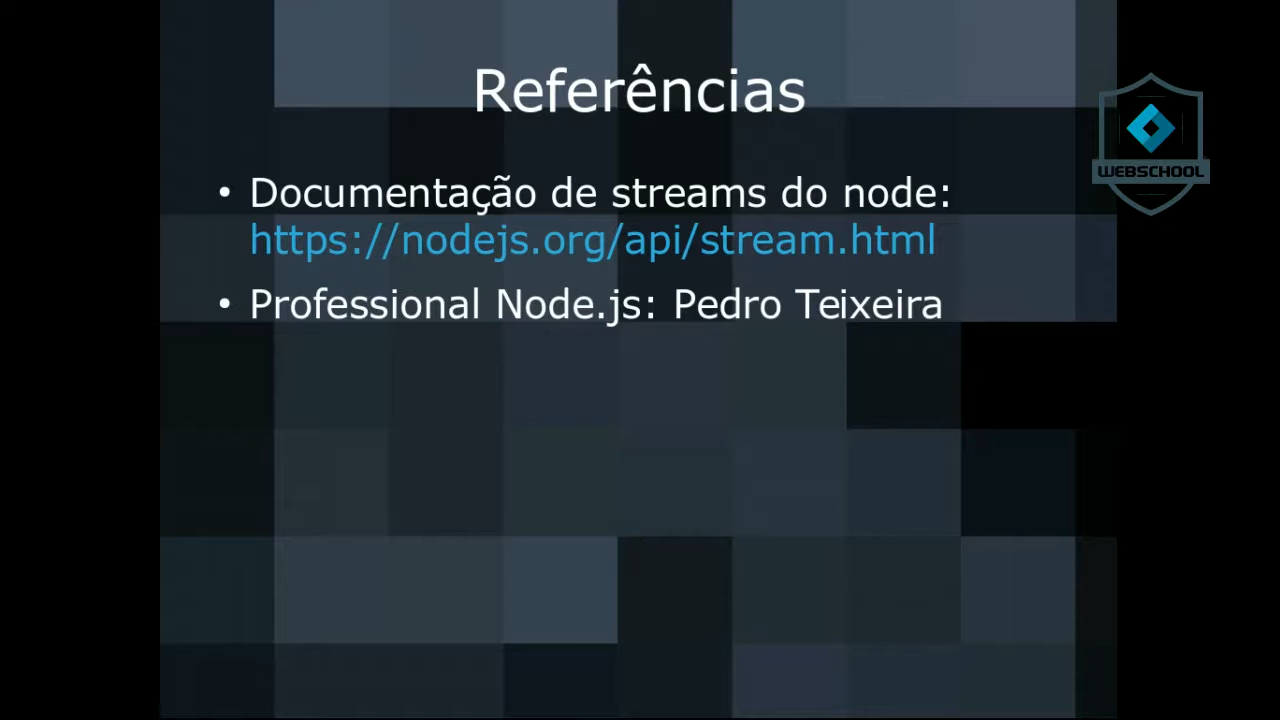 Referências
• Documentação de streams do node:
https://nodejs.org/api/stream.html
• Professional Node.js: Pedro Teixeira
WEBSCHOOL